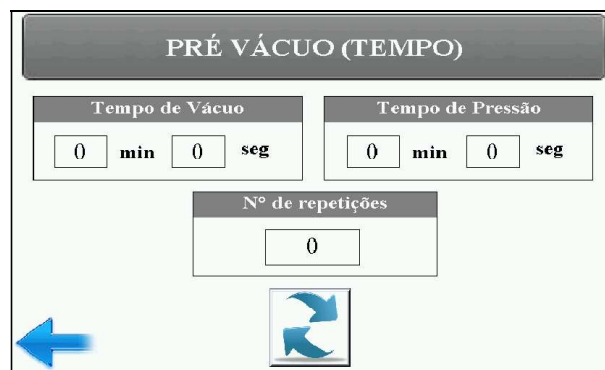 PRÉ VÁCUO (TEMPO)
Tempo de Vácuo
0 min 0 seg
Tempo de Pressão
0 min 0 seg
Nº de repetições
0